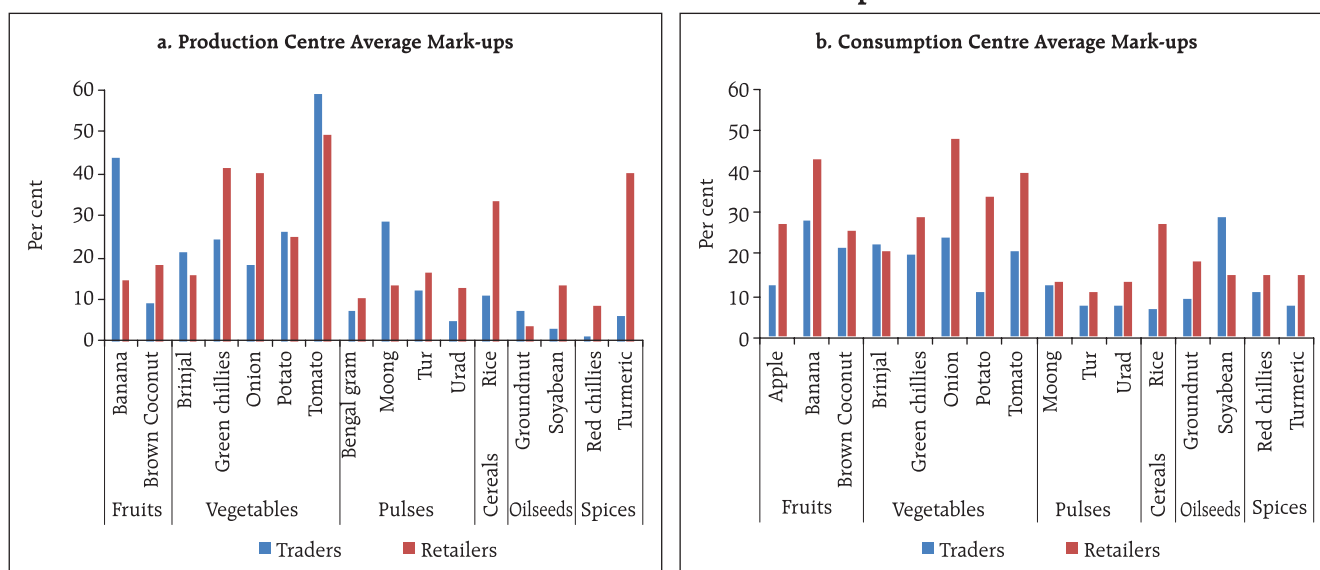 a. Production Centre Average Mark-ups
Per cent
60
50
40
30
20
10
0
Banana
Brown Coconut
Brinjal
Green chillies
Onion
Potato
Tomato
Bengal gram
Moong
Tur
Urad
Rice
Groundnut
Soyabean
Red chillies
Turmeric
Fruits
Vegetables
Pulses
Cereals
Oilseeds
Spices
Traders
Retailers
b. Consumption Centre Average Mark-ups
Per cent
60
50
40
30
20
10
0
Apple
Banana
Brown Coconut
Brinjal
Green chillies
Onion
Potato
Tomato
Moong
Tur
Urad
Rice
Groundnut
Soyabean
Red chillies
Turmeric
Fruits
Vegetables
Pulses
Cereals
Oilseeds
Spices
Traders
Retailers